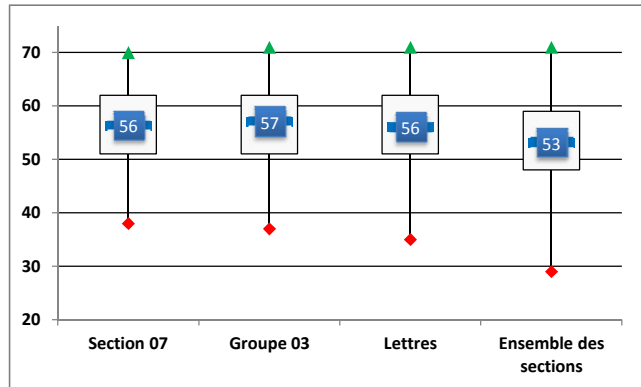 70
60
50
40
30
20
56
57
56
53
Section 07
Groupe 03
Lettres
Ensemble des
sections